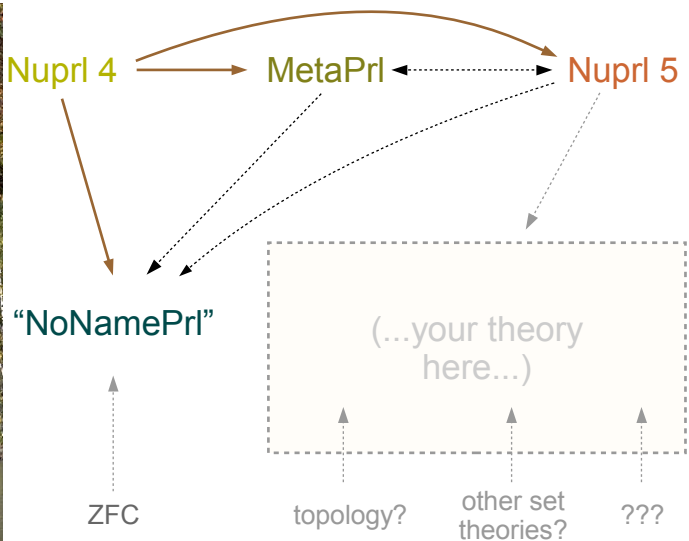 Nuprl 4
MetaPrl
Nuprl 5
“NoNamePrl”
(...your theory
here...)
ZFC
topology?
other set
theories?
???